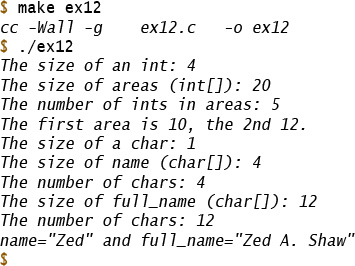 $ make ex12
cc -Wall -g    ex12.c   -o ex12
$ ./ex12
The size of an int: 4
The size of areas (int[]): 20
The number of ints in areas: 5
The first area is 10, the 2nd 12.
The size of a char: 1
The size of name (char[]): 4
The number of chars: 4
The size of full_name (char[]): 12
The number of chars: 12
name="Zed" and full_name="Zed A. Shaw"
$